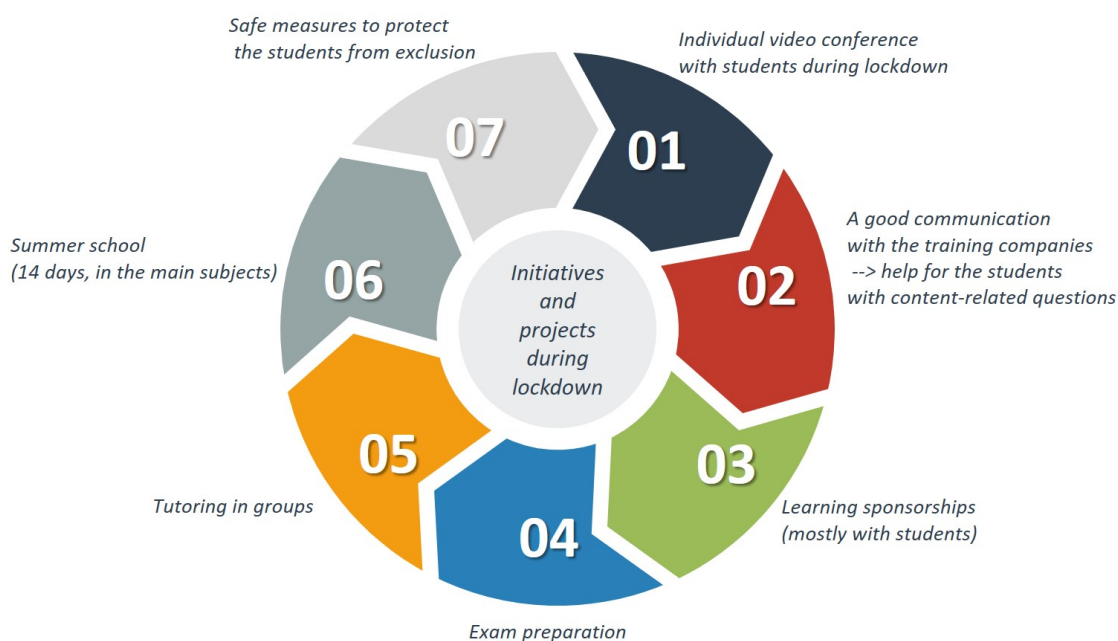 Initiatives
and
projects
during
lockdown
01
Individual video conference
with students during lockdown
02
A good communication
with the training companies
--> help for the students
with content-related questions
03
Learning sponsorships
(mostly with students)
04
Exam preparation
05
Tutoring in groups
06
Summer school
(14 days, in the main subjects)
07
Safe measures to protect
the students from exclusion